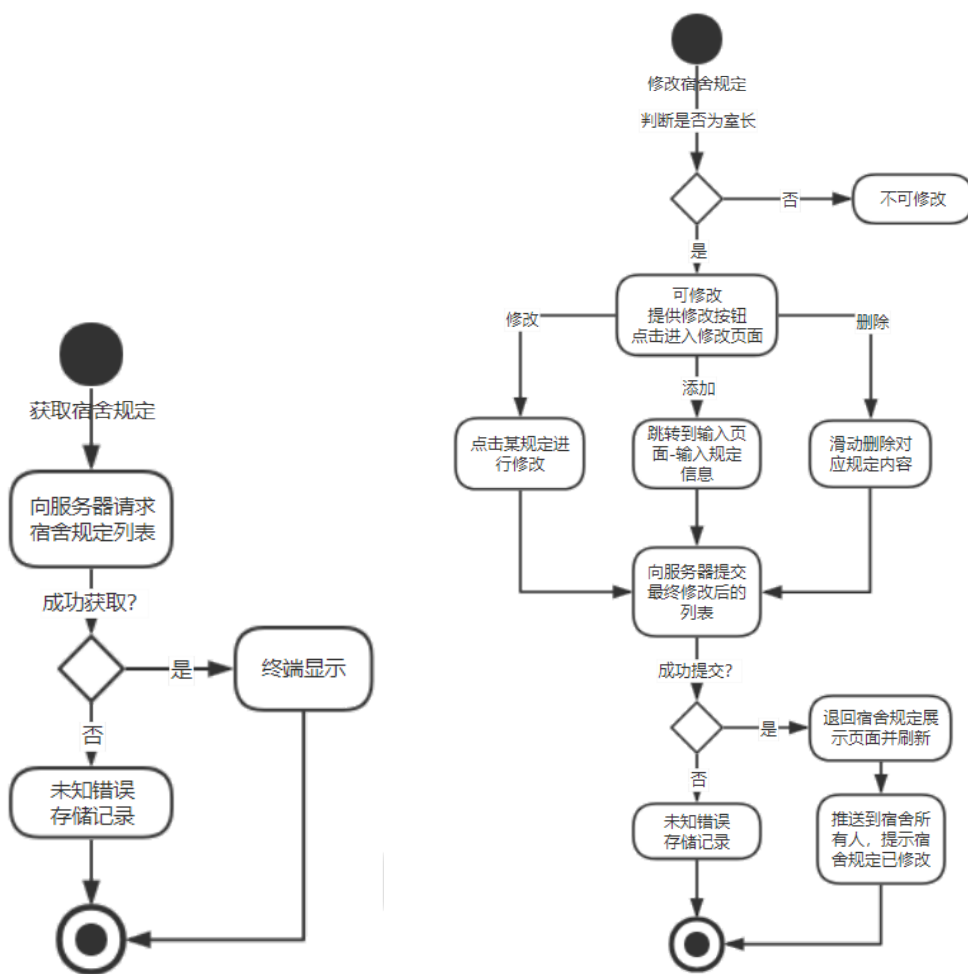 获取宿舍规定
向服务器请求
宿舍规定列表
成功获取?
是
终端显示
否
未知错误
存储记录
修改宿舍规定
判断是否为室长
否
不可修改
是
可修改
提供修改按钮
点击进入修改页面
修改
添加
删除
点击某规定进
行修改
跳转到输入页
面-输入规定
信息
滑动删除对
应规定内容
向服务器提交
最终修改后的
列表
成功提交?
是
退回宿舍规定展
示页面并刷新
否
未知错误
存储记录
推送到宿舍所
有人，提示宿
舍规定已修改